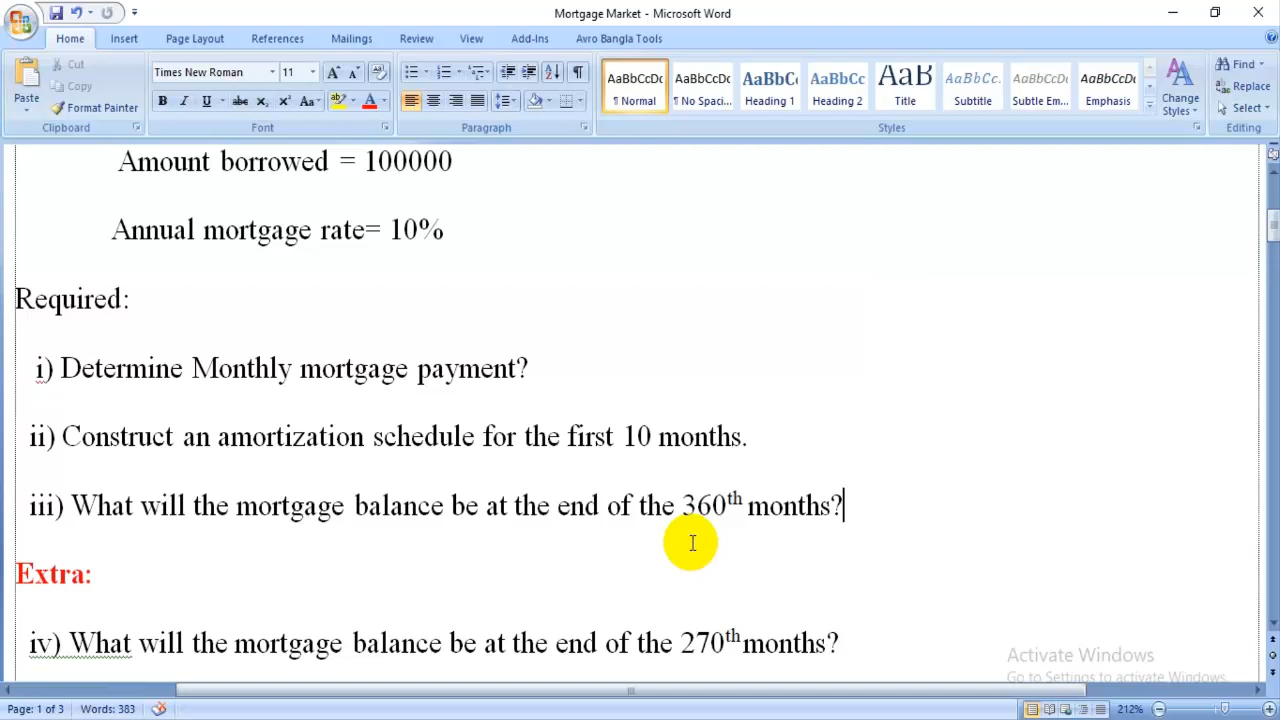 Mortgage Market - Microsoft Word
Home Insert Page Layout References Mailings Review View Add-Ins Avro Bangla Tools
Paste
Cut
Copy
Format Painter
Clipboard
Times New Roman 11
Font
Paragraph
AaBbCcDc AaBbCcDc AaBbCc AaBbCc AaB AaBbCc. AaBbCcDc AaBbCcDc
¶ Normal ¶ No Spaci... Heading 1 Heading 2 Title Subtitle Subtle Em... Emphasis
Change Styles
Styles
Find
Replace
Select
Editing
Amount borrowed = 100000
Annual mortgage rate= 10%
Required:
i) Determine Monthly mortgage payment?
ii) Construct an amortization schedule for the first 10 months.
iii) What will the mortgage balance be at the end of the 360th months?
Extra:
iv) What will the mortgage balance be at the end of the 270th months?
Activate Windows
Go to Settings to activate Windows.
Page: 1 of 3 Words: 383 212%